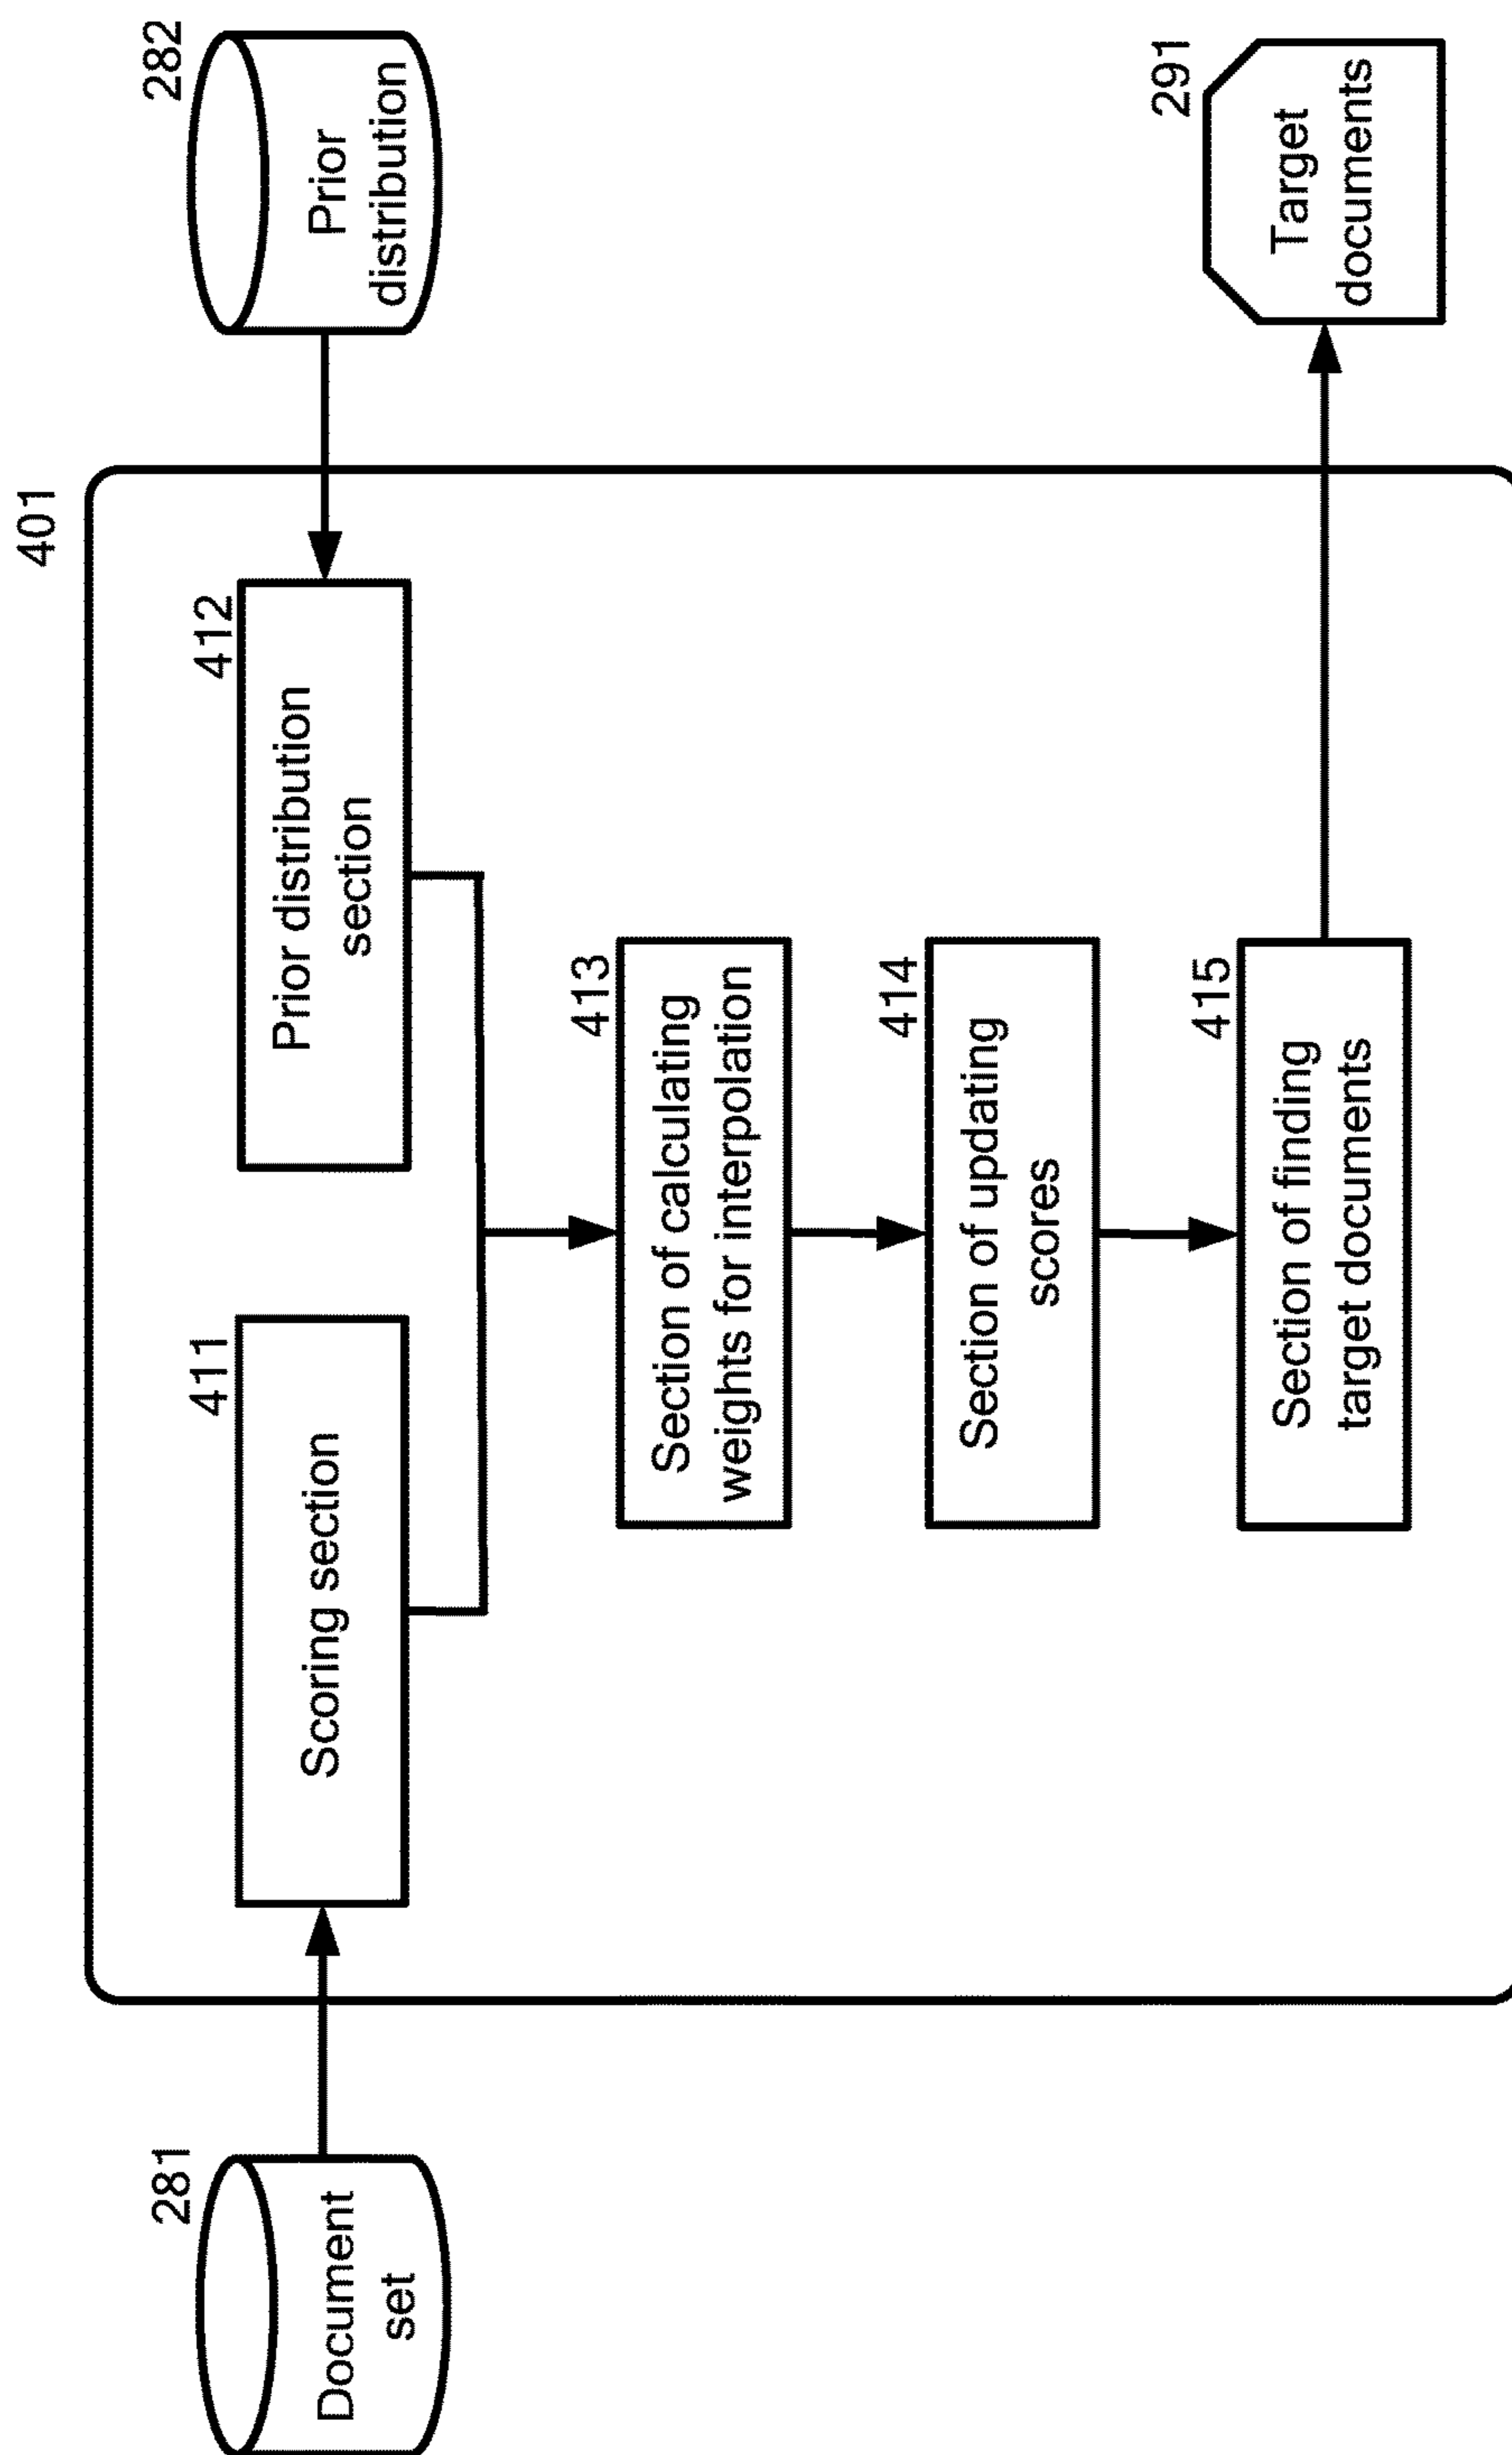 401
281
Document
set
411
Scoring section
412
Prior distribution
section
282
Prior
distribution
413
Section of calculating
weights for interpolation
414
Section of updating
scores
415
Section of finding
target documents
291
Target
documents